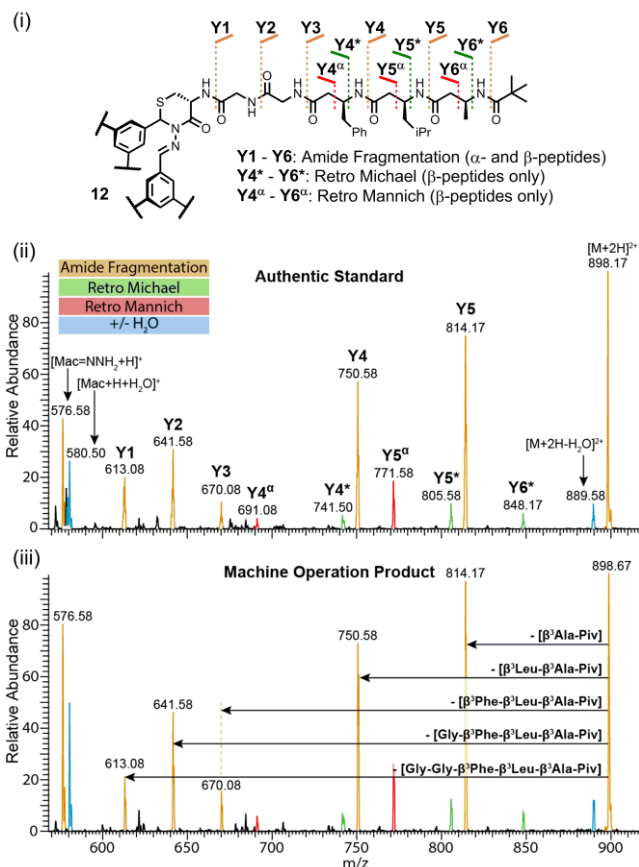 (i)
Y1 Y2 Y3 Y4* Y4 Y5* Y5 Y6* Y6
Y4α Y5α Y6α
S
H
N
O
O
N
H
H
N
O
O
N
H
O
N
H
O
N
H
O
N
N
O
Ph
iPr
12
Y1 - Y6: Amide Fragmentation (α- and β-peptides)
Y4* - Y6*: Retro Michael (β-peptides only)
Y4α - Y6α: Retro Mannich (β-peptides only)
(ii)
Amide Fragmentation
Retro Michael
Retro Mannich
+/- H2O
Authentic Standard
[M+2H]2+
898.17
Y5
814.17
Y4
750.58
[Mac=NNH2+H]+
[Mac+H+H2O]+
576.58
580.50
Y1
613.08
Y2
641.58
Y3
670.08
Y4α
691.08
Y4*
741.50
Y5α
771.58
Y5*
805.58
Y6*
848.17
[M+2H-H2O]2+
889.58
Relative Abundance
80
60
40
20
0
(iii)
Machine Operation Product
576.58
613.08
641.58
670.08
750.58
814.17
898.67
- [β3Ala-Piv]
- [β3Leu-β3Ala-Piv]
- [β3Phe-β3Leu-β3Ala-Piv]
- [Gly-β3Phe-β3Leu-β3Ala-Piv]
- [Gly-Gly-β3Phe-β3Leu-β3Ala-Piv]
Relative Abundance
80
60
40
20
0
600 650 700 750 800 850 900
m/z